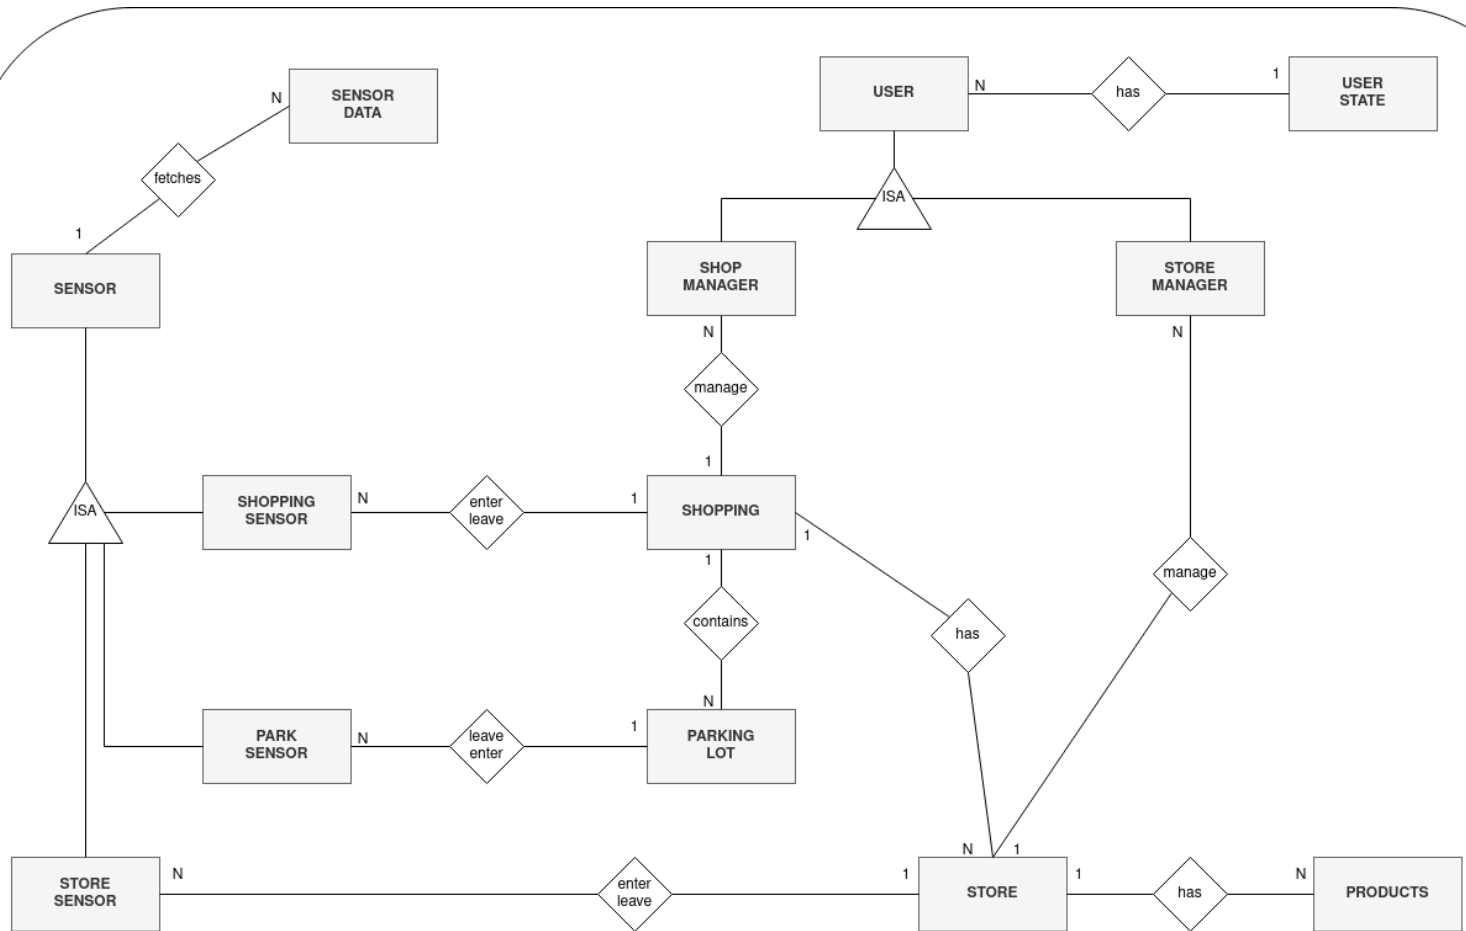 USER
N
has
1
USER
STATE
N
SENSOR
DATA
fetches
1
ISA
SENSOR
SHOP
MANAGER
STORE
MANAGER
N
N
manage
1
ISA
SHOPPING
SENSOR
N
enter
leave
1
SHOPPING
1
1
manage
contains
has
N
PARK
SENSOR
N
leave
enter
1
PARKING
LOT
N
1
STORE
SENSOR
N
enter
leave
1
STORE
1
has
N
PRODUCTS